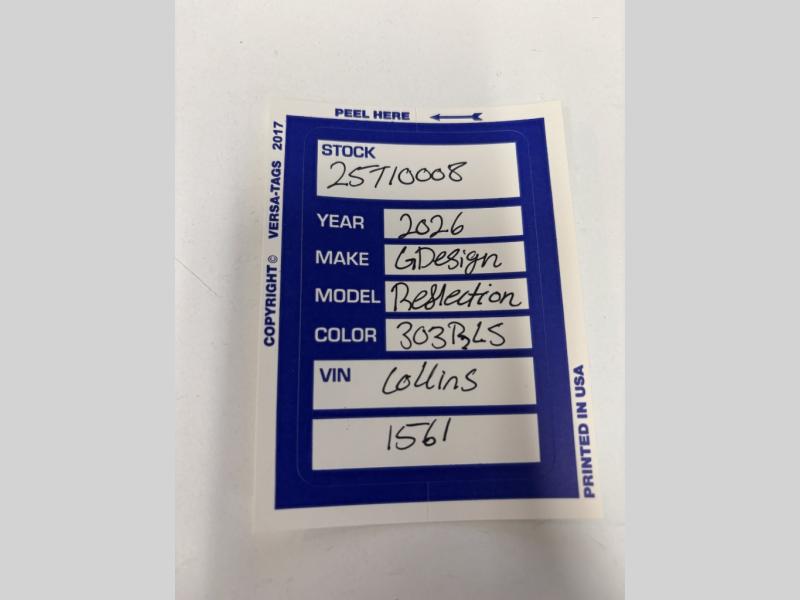 PEEL HERE
COPYRIGHT © VERSA-TAGS 2017
STOCK
25T10008
YEAR 2026
MAKE GDesign
MODEL Reflection
COLOR 303RLS
VIN Collins
1561
PRINTED IN USA